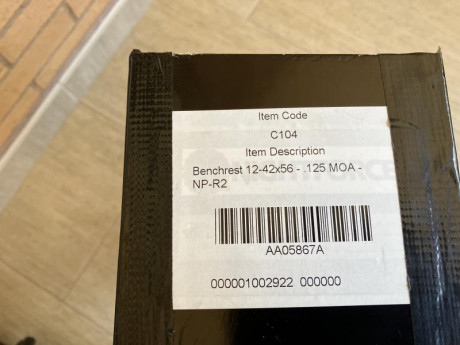 Item Code
C104
Item Description
Benchrest 12-42x56 - .125 MOA -
NP-R2
AA05867A
000001002922 000000